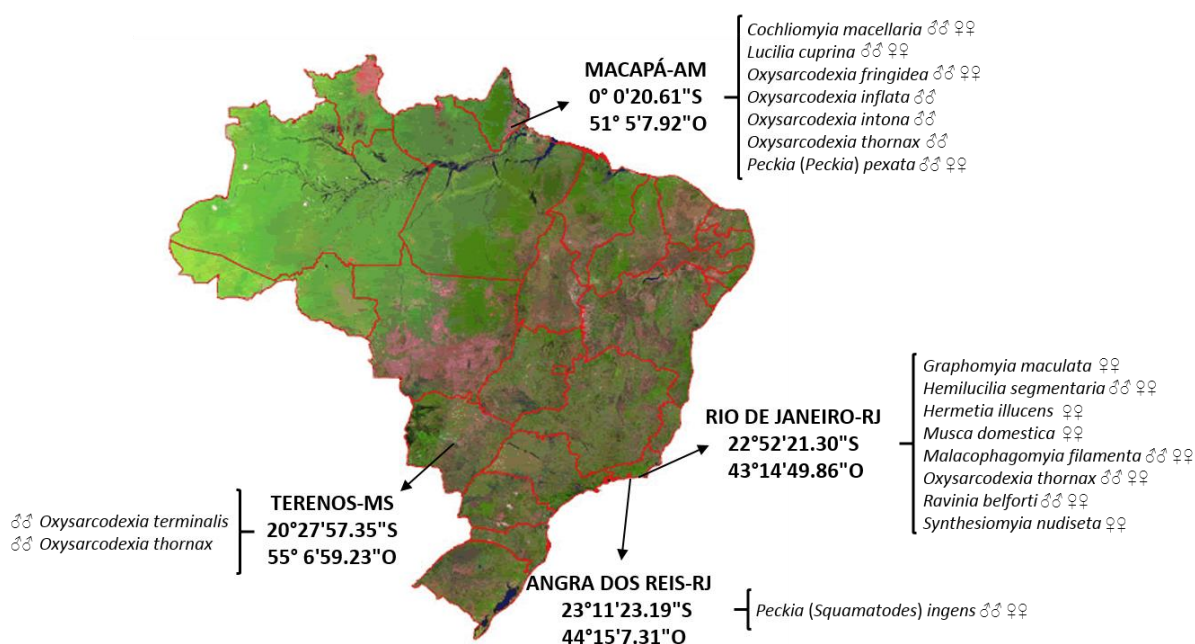 MACAPÁ-AM
0° 0'20.61"S
51° 5'7.92"O
Cochliomyia macellaria ♂♂ ♀♀
Lucilia cuprina ♂♂ ♀♀
Oxysarcodexia fringidea ♂♂ ♀♀
Oxysarcodexia inflata ♂♂
Oxysarcodexia intona ♂♂
Oxysarcodexia thornax ♂♂
Peckia (Peckia) pexata ♂♂ ♀♀
RIO DE JANEIRO-RJ
22°52'21.30"S
43°14'49.86"O
Graphomyia maculata ♀♀
Hemilucilia segmentaria ♂♂ ♀♀
Hermetia illucens ♀♀
Musca domestica ♀♀
Malacophagomyia filamenta ♂♂ ♀♀
Oxysarcodexia thornax ♂♂ ♀♀
Ravinia belforti ♂♂ ♀♀
Synthesiomyia nudiseta ♀♀
♂♂ Oxysarcodexia terminalis
♂♂ Oxysarcodexia thornax
TERENOS-MS
20°27'57.35"S
55° 6'59.23"O
ANGRA DOS REIS-RJ
23°11'23.19"S
44°15'7.31"O
Peckia (Squamatodes) ingens ♂♂ ♀♀